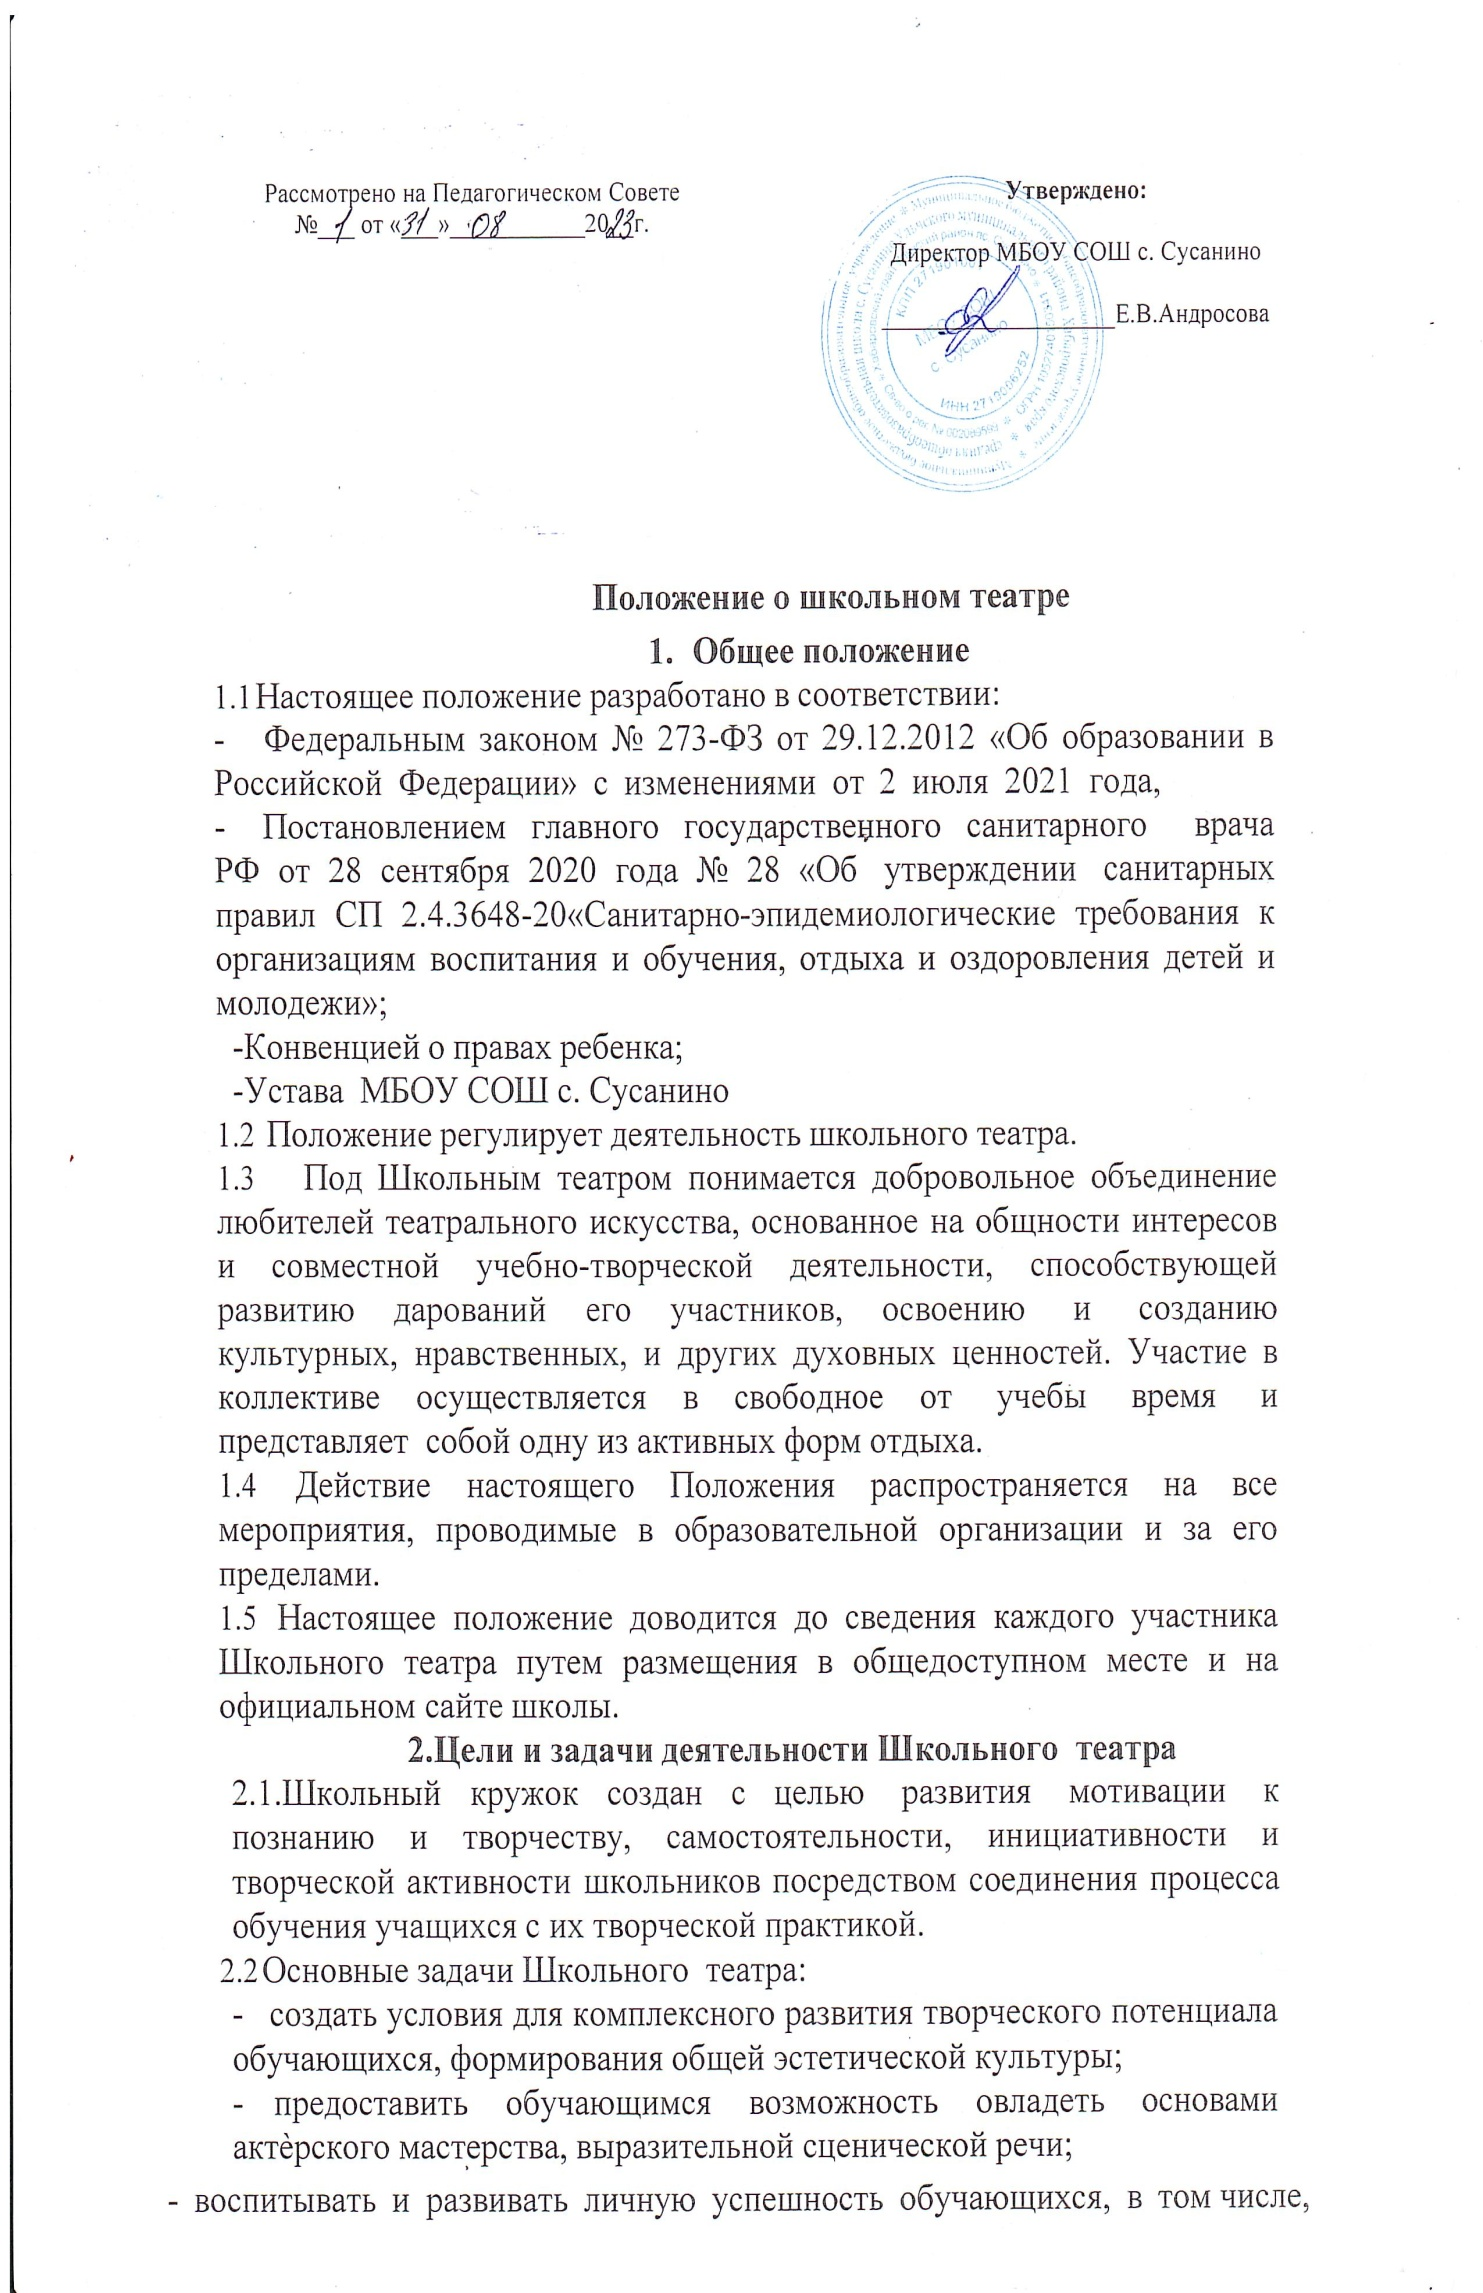 Рассмотрено на Педагогическом Совете
№ 1 от «31» 08 2023г.
Утверждено:
Директор МБОУ СОШ с. Сусанино
Е.В.Андросова
МБОУ СОШ
с Сусанино
Положение о школьном театре
1. Общее положение
1.1 Настоящее положение разработано в соответствии:
- Федеральным законом № 273-ФЗ от 29.12.2012 «Об образовании в
Российской Федерации» с изменениями от 2 июля 2021 года,
- Постановлением главного государственного санитарного врача
РФ от 28 сентября 2020 года № 28 «Об утверждении санитарных
правил СП 2.4.3648-20«Санитарно-эпидемиологические требования к
организациям воспитания и обучения, отдыха и оздоровления детей и
молодежи»;
-Конвенцией о правах ребенка;
-Устава МБОУ СОШ с. Сусанино
1.2 Положение регулирует деятельность школьного театра.
1.3 Под Школьным театром понимается добровольное объединение
любителей театрального искусства, основанное на общности интересов
и совместной учебно-творческой деятельности, способствующей
развитию дарований его участников, освоению и созданию
культурных, нравственных, и других духовных ценностей. Участие в
коллективе осуществляется в свободное от учебы время и
представляет собой одну из активных форм отдыха.
1.4 Действие настоящего Положения распространяется на все
мероприятия, проводимые в образовательной организации и за его
пределами.
1.5 Настоящее положение доводится до сведения каждого участника
Школьного театра путем размещения в общедоступном месте и на
официальном сайте школы.
2.Цели и задачи деятельности Школьного театра
2.1.Школьный кружок создан с целью развития мотивации к
познанию и творчеству, самостоятельности, инициативности и
творческой активности школьников посредством соединения процесса
обучения учащихся с их творческой практикой.
2.2 Основные задачи Школьного театра:
- создать условия для комплексного развития творческого потенциала
обучающихся, формирования общей эстетической культуры;
- предоставить обучающимся возможность овладеть основами
актѐрского мастерства, выразительной сценической речи;
- воспитывать и развивать личную успешность обучающихся, в том числе,